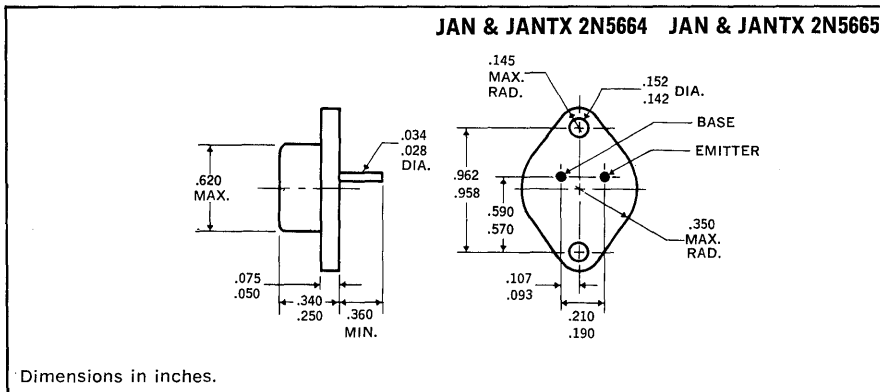 JAN & JANTX 2N5664 JAN & JANTX 2N5665
.145
MAX.
RAD.
.152
.142
DIA.
BASE
EMITTER
.034
.028
DIA.
.620
MAX.
.962
.958
.590
.570
.350
MAX.
RAD.
.075
.050
.340
.250
.360
MIN.
.107
.093
.210
.190
Dimensions in inches.